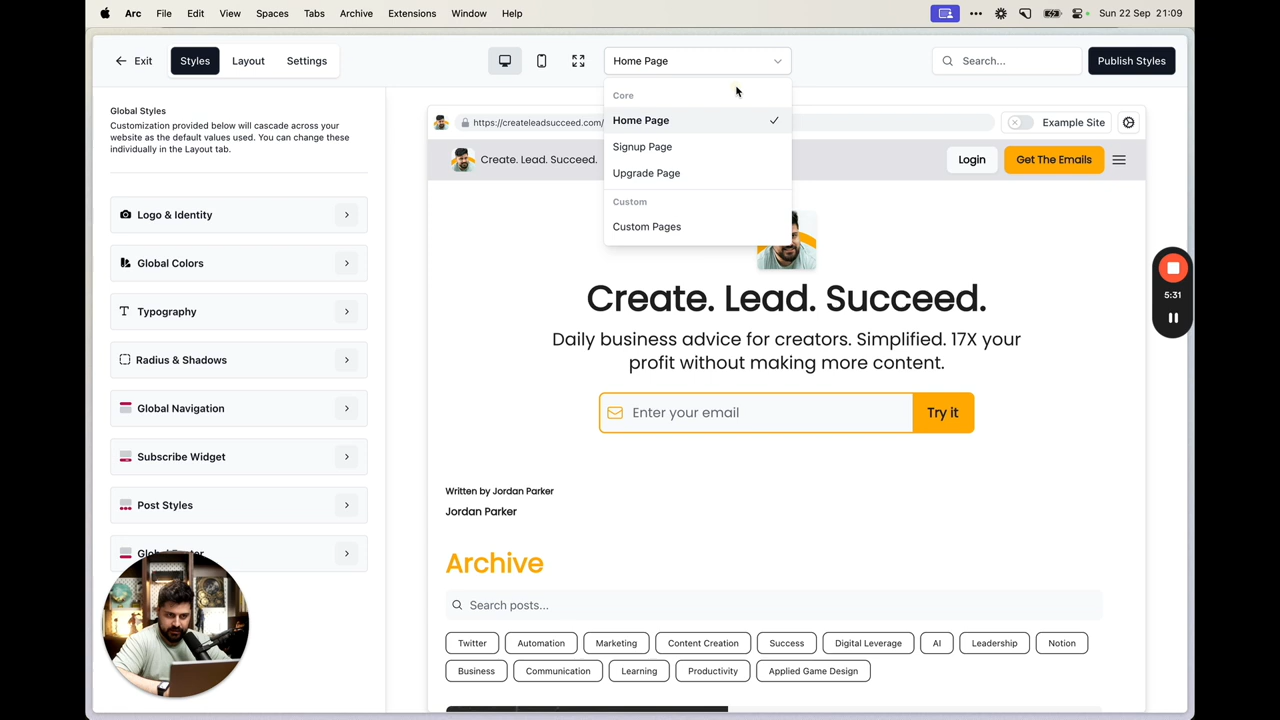 Arc File Edit View Spaces Tabs Archive Extensions Window Help
Sun 22 Sep 21:09
Exit
Styles
Layout
Settings
Home Page
Search...
Publish Styles
Global Styles
Customization provided below will cascade across your
website as the default values used. You can change these
individually in the Layout tab.
Logo & Identity
Global Colors
Typography
Radius & Shadows
Global Navigation
Subscribe Widget
Post Styles
Global Footer
Core
Home Page
Signup Page
Upgrade Page
Custom
Custom Pages
https://createleadsucceed.com/
Example Site
Create. Lead. Succeed.
Login
Get The Emails
Create. Lead. Succeed.
Daily business advice for creators. Simplified. 17X your
profit without making more content.
Enter your email
Try it
Written by Jordan Parker
Jordan Parker
Archive
Search posts...
Twitter Automation Marketing Content Creation Success Digital Leverage AI Leadership Notion
Business Communication Learning Productivity Applied Game Design
5:31